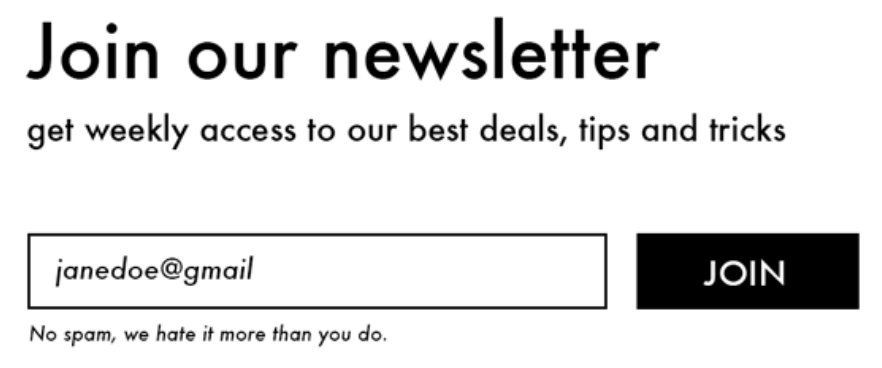 Join our newsletter
get weekly access to our best deals, tips and tricks
janedoe@gmail
JOIN
No spam, we hate it more than you do.